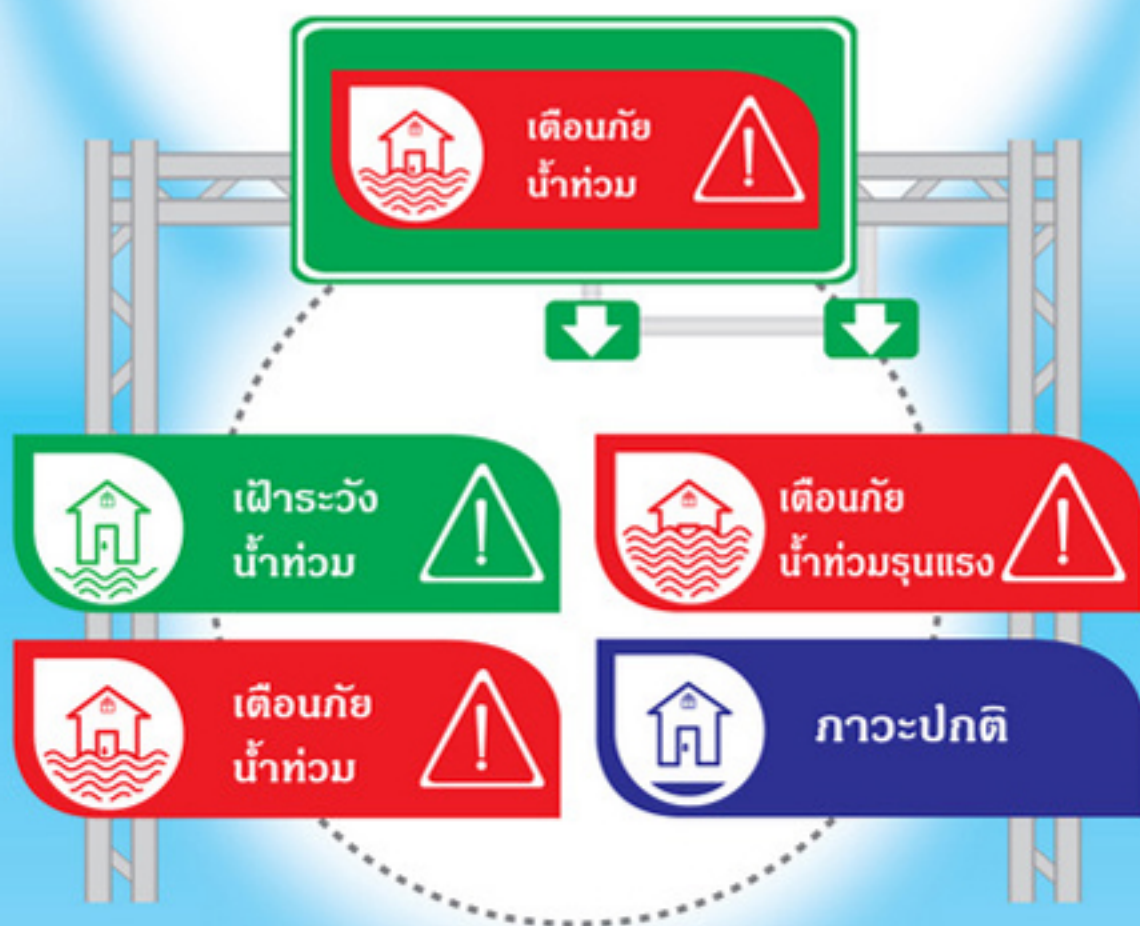 เตือนภัย
น้ำท่วม
เฝ้าระวัง
น้ำท่วม
เตือนภัย
น้ำท่วมรุนแรง
เตือนภัย
น้ำท่วม
ภาวะปกติ